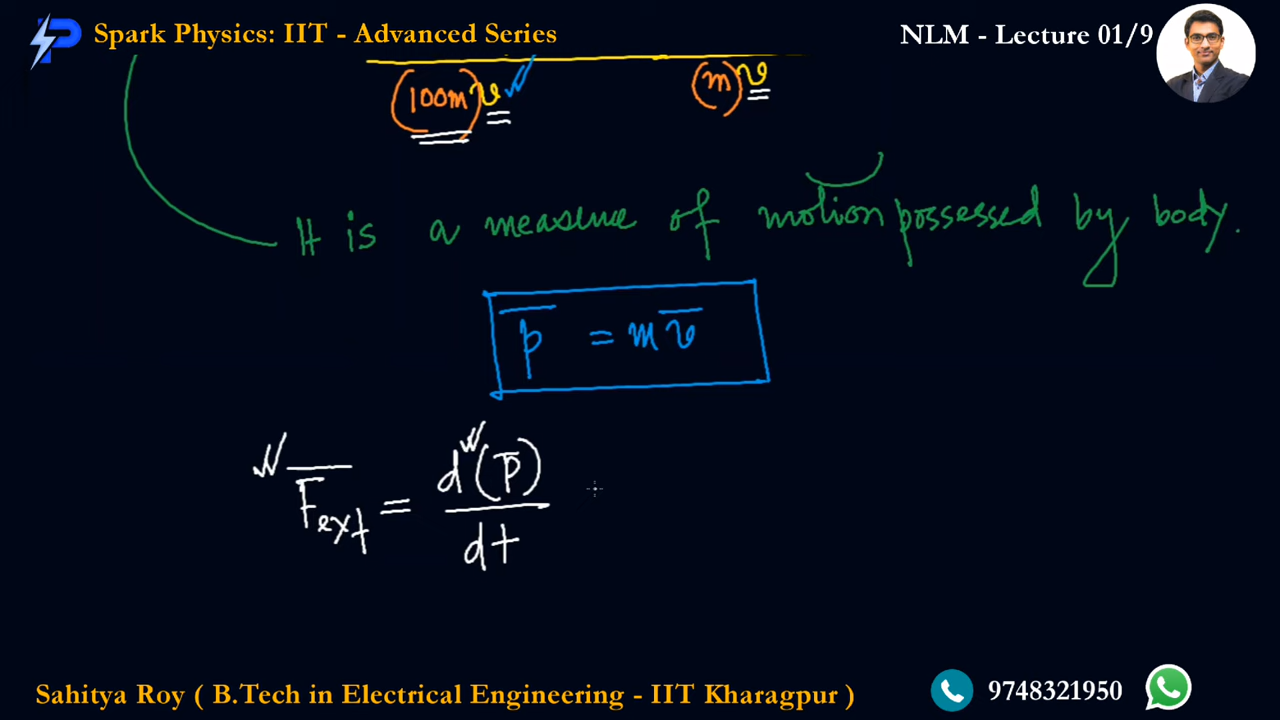 Spark Physics: IIT - Advanced Series
NLM - Lecture 01/9
(100m)v (m)v
It is a measure of motion possessed by body.
p̅ = mv̅
F̅ext = d(p̅)/dt
Sahitya Roy ( B.Tech in Electrical Engineering - IIT Kharagpur )
9748321950